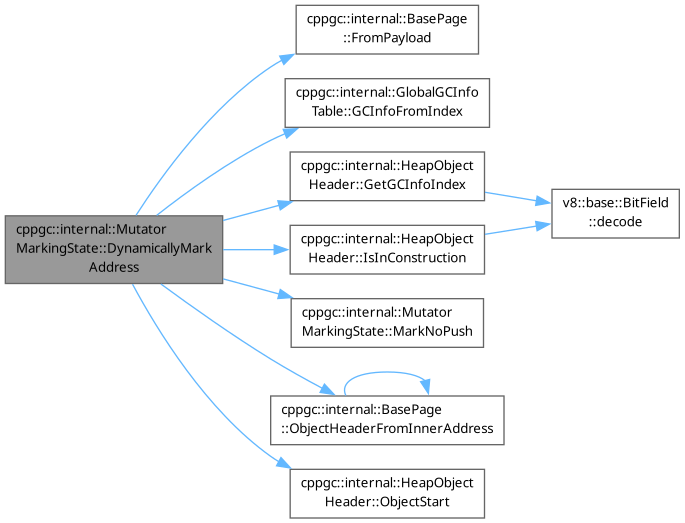 cppgc::internal::BasePage
::FromPayload
cppgc::internal::GlobalGCInfo
Table::GCInfoFromIndex
cppgc::internal::HeapObject
Header::GetGCInfoIndex
v8::base::BitField
::decode
cppgc::internal::Mutator
MarkingState::DynamicallyMark
Address
cppgc::internal::HeapObject
Header::IsInConstruction
cppgc::internal::Mutator
MarkingState::MarkNoPush
cppgc::internal::BasePage
::ObjectHeaderFromInnerAddress
cppgc::internal::HeapObject
Header::ObjectStart